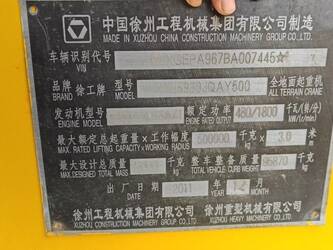 中国徐州工程机械集团有限公司制造
MADE IN XUZHOU CHINA CONSTRUCTION MACHINERY GROUP CO.,LTD.
车辆识别代号
VIN
PA967BA007445☆
品牌 徐工牌 型号 QAY500 全地面起重机
BRAND MODEL ALL TERRAIN CRANE
发动机型号 480/1800 千瓦/转/分
ENGINE MODEL kW/r/min
最大额定总起重量×工作幅度 500000 千克 × 3.0 米
MAX. RATED LIFTING CAPACITY × WORKING RADIUS kg m
最大设计总质量 千克 整车整备质量 95870 千克
MAX. DESIGNED TOTAL MASS kg TOTAL VEHICLE CURB WEIGHT kg
出厂日期 2011 年 12 月
DATE
徐州工程机械集团有限公司 徐州重型机械有限公司
XUZHOU CONSTRUCTION MACHINERY GROUP CO.,LTD. XUZHOU HEAVY MACHINERY CO.,LTD.